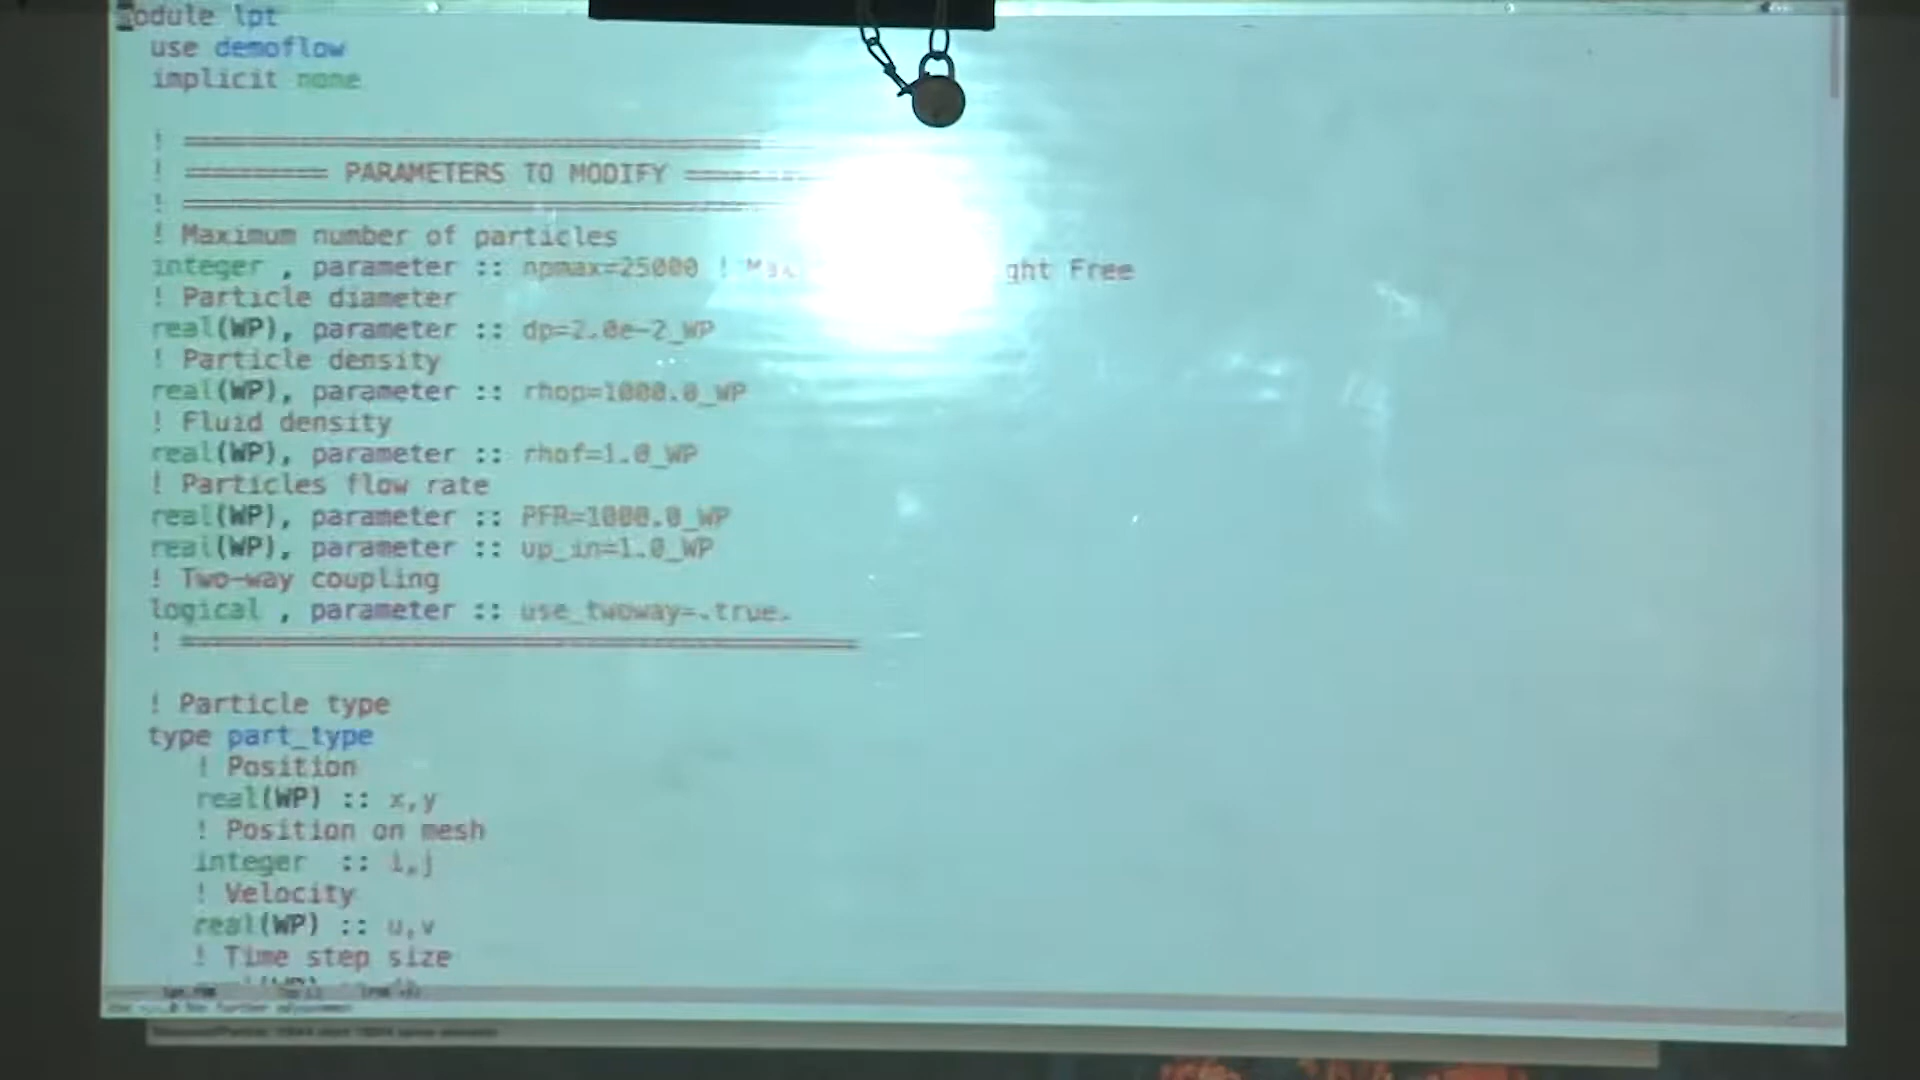 module lpt
use demoflow
implicit none
! ====================================
! ========= PARAMETERS TO MODIFY ========
! ====================================
! Maximum number of particles
integer , parameter :: npmax=25000 ! Max ght Free
! Particle diameter
real(WP), parameter :: dp=2.0e-2_WP
! Particle density
real(WP), parameter :: rhop=1000.0_WP
! Fluid density
real(WP), parameter :: rhof=1.0_WP
! Particles flow rate
real(WP), parameter :: PFR=1000.0_WP
real(WP), parameter :: up_in=1.0_WP
! Two-way coupling
logical , parameter :: use_twoway=.true.
! ==========================================
! Particle type
type part_type
! Position
real(WP) :: x,y
! Position on mesh
integer :: i,j
! Velocity
real(WP) :: u,v
! Time step size